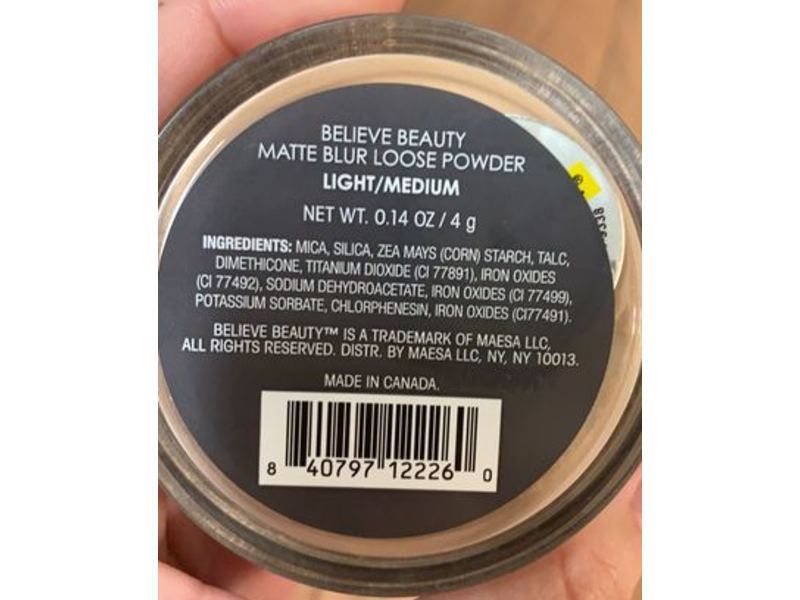 BELIEVE BEAUTY
MATTE BLUR LOOSE POWDER
LIGHT/MEDIUM
NET WT. 0.14 OZ / 4 g
INGREDIENTS: MICA, SILICA, ZEA MAYS (CORN) STARCH, TALC,
DIMETHICONE, TITANIUM DIOXIDE (CI 77891), IRON OXIDES
(CI 77492), SODIUM DEHYDROACETATE, IRON OXIDES (CI 77499),
POTASSIUM SORBATE, CHLORPHENESIN, IRON OXIDES (CI77491).
BELIEVE BEAUTY™ IS A TRADEMARK OF MAESA LLC,
ALL RIGHTS RESERVED. DISTR. BY MAESA LLC, NY, NY 10013.
MADE IN CANADA.
8 40797 12226 0